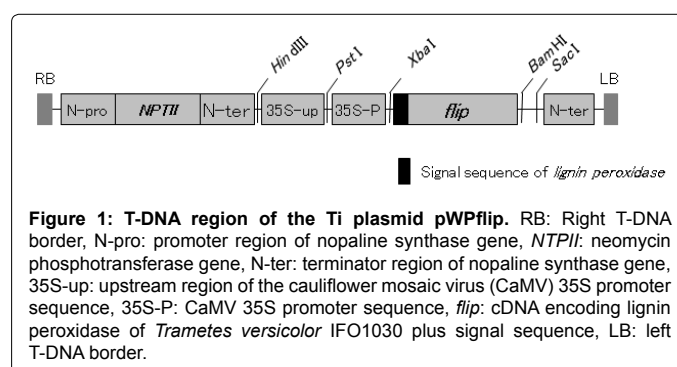 HindIII PstI XbaI BamHI SacI
RB LB
N-pro NPTII N-ter 35S-up 35S-P flip N-ter
Signal sequence of lignin peroxidase
Figure 1: T-DNA region of the Ti plasmid pWPflip. RB: Right T-DNA
border, N-pro: promoter region of nopaline synthase gene, NTPII: neomycin
phosphotransferase gene, N-ter: terminator region of nopaline synthase gene,
35S-up: upstream region of the cauliflower mosaic virus (CaMV) 35S promoter
sequence, 35S-P: CaMV 35S promoter sequence, flip: cDNA encoding lignin
peroxidase of Trametes versicolor IFO1030 plus signal sequence, LB: left
T-DNA border.